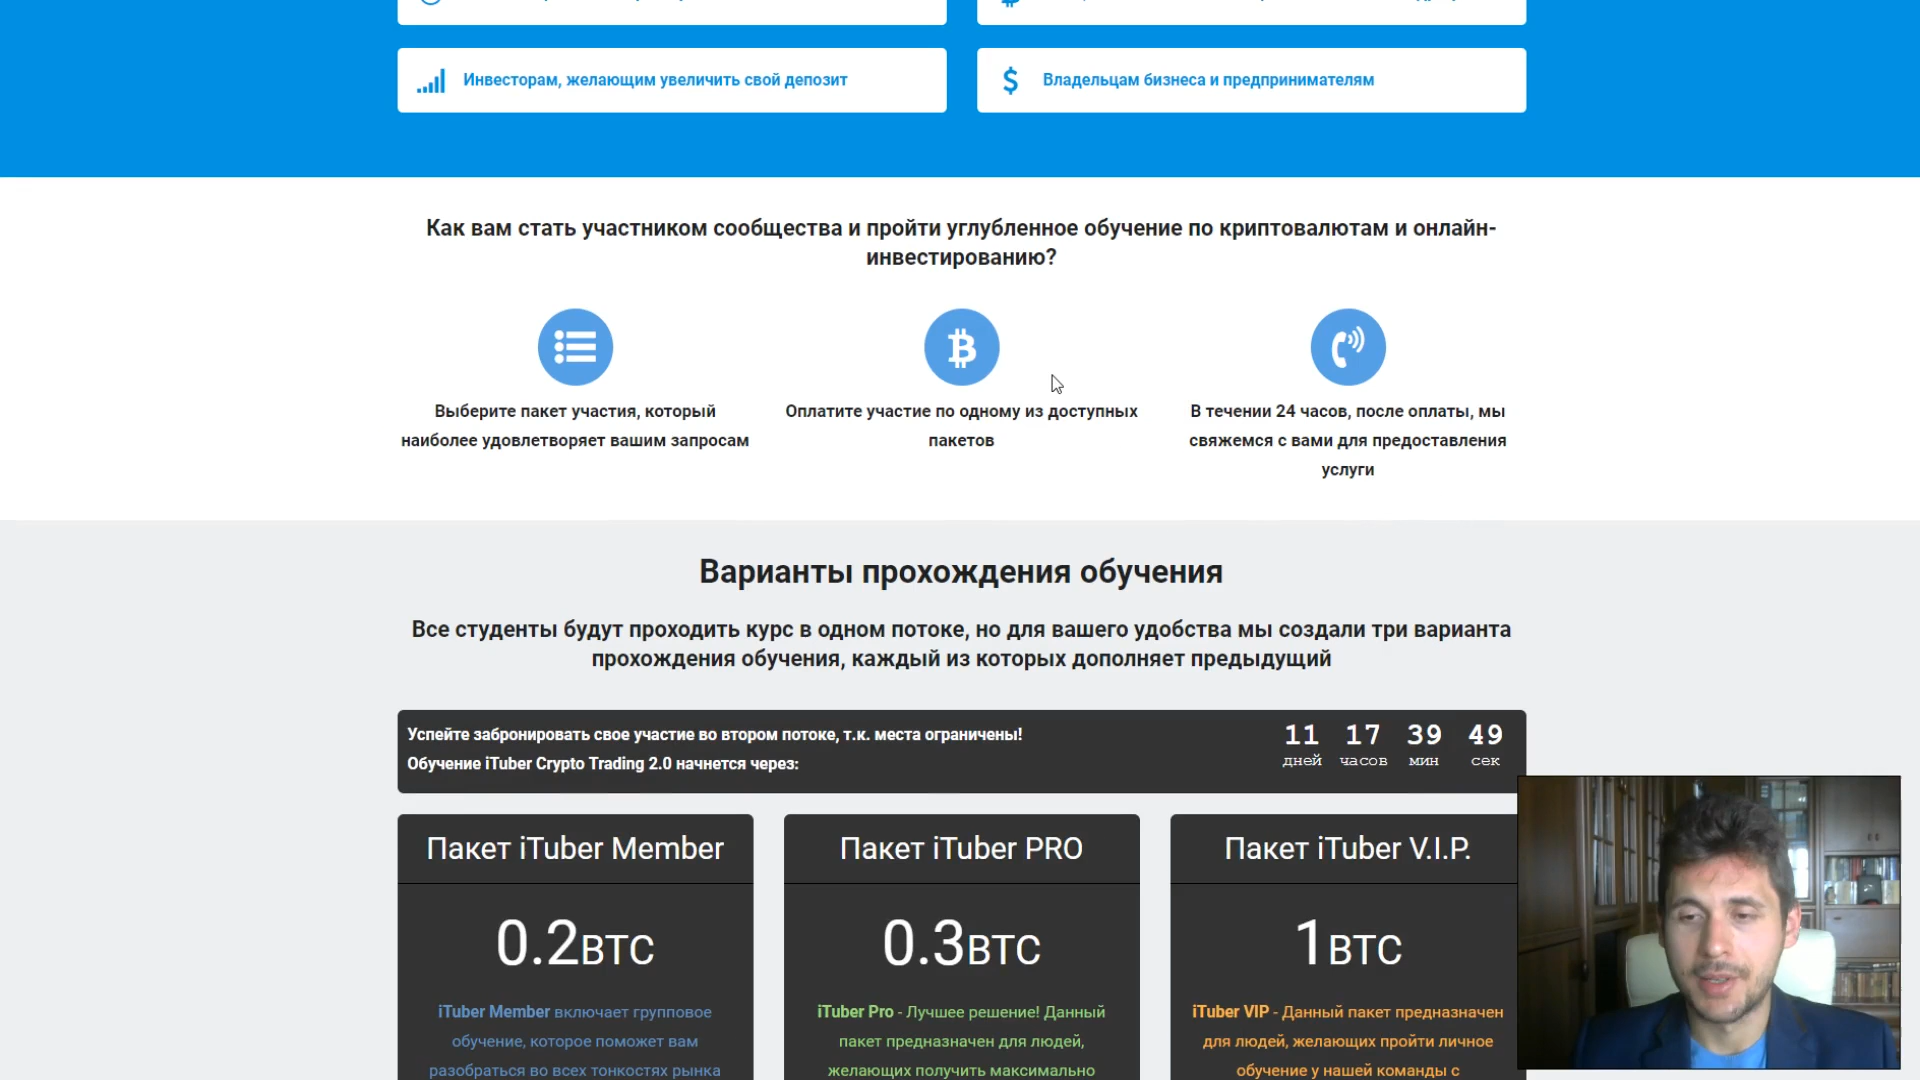 Инвесторам, желающим увеличить свой депозит
Владельцам бизнеса и предпринимателям
Как вам стать участником сообщества и пройти углубленное обучение по криптовалютам и онлайн-
инвестированию?
Выберите пакет участия, который
наиболее удовлетворяет вашим запросам
Оплатите участие по одному из доступных
пакетов
В течении 24 часов, после оплаты, мы
свяжемся с вами для предоставления
услуги
Варианты прохождения обучения
Все студенты будут проходить курс в одном потоке, но для вашего удобства мы создали три варианта
прохождения обучения, каждый из которых дополняет предыдущий
Успейте забронировать свое участие во втором потоке, т.к. места ограничены!
Обучение iTuber Crypto Trading 2.0 начнется через:
11 17 39 49
дней часов мин сек
Пакет iTuber Member
0.2BTC
iTuber Member включает групповое
обучение, которое поможет вам
разобраться во всех тонкостях рынка
Пакет iTuber PRO
0.3BTC
iTuber Pro - Лучшее решение! Данный
пакет предназначен для людей,
желающих получить максимально
Пакет iTuber V.I.P.
1BTC
iTuber VIP - Данный пакет предназначен
для людей, желающих пройти личное
обучение у нашей команды с